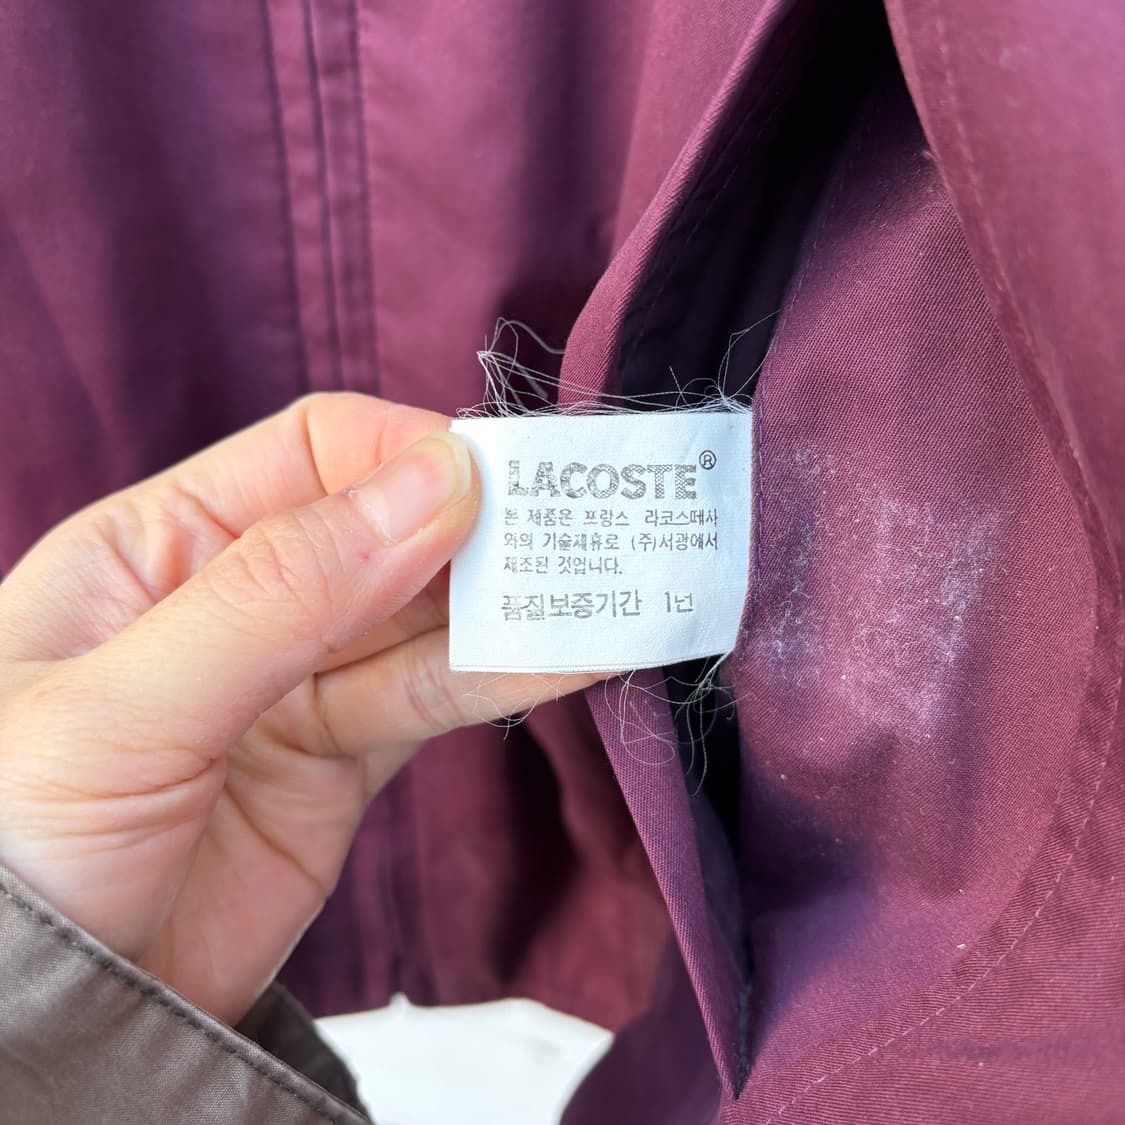 LACOSTE®
본 제품은 프랑스 라코스떼사
와의 기술제휴로 (주)서광에서
제조된 것입니다.
품질보증기간 1년